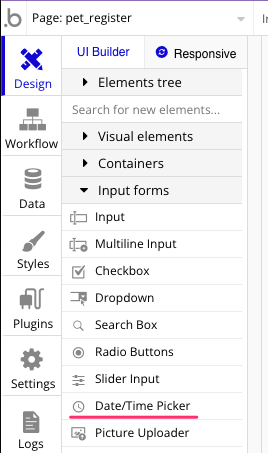 .b Page: pet_register
UI Builder Responsive
Design
Elements tree
Search for new elements...
Workflow
Visual elements
Containers
Data
Input forms
Input
Styles
Multiline Input
Checkbox
Plugins
Dropdown
Search Box
Settings
Radio Buttons
Slider Input
Logs
Date/Time Picker
Picture Uploader